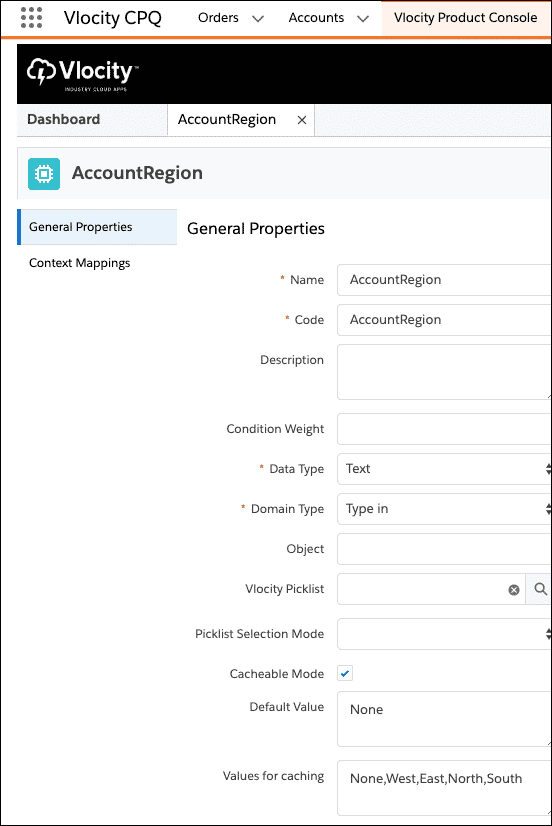 Vlocity CPQ Orders Accounts Vlocity Product Console
Vlocity™
INDUSTRY CLOUD APPS
Dashboard AccountRegion ×
AccountRegion
General Properties
Context Mappings
General Properties
* Name AccountRegion
* Code AccountRegion
Description
Condition Weight
* Data Type Text
* Domain Type Type in
Object
Vlocity Picklist
Picklist Selection Mode
Cacheable Mode
Default Value None
Values for caching None,West,East,North,South